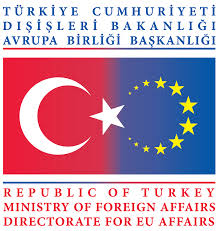 TÜRKİYE CUMHURİYETİ
DIŞİŞLERİ BAKANLIĞI
AVRUPA BİRLİĞİ BAŞKANLIĞI
REPUBLIC OF TURKEY
MINISTRY OF FOREIGN AFFAIRS
DIRECTORATE FOR EU AFFAIRS